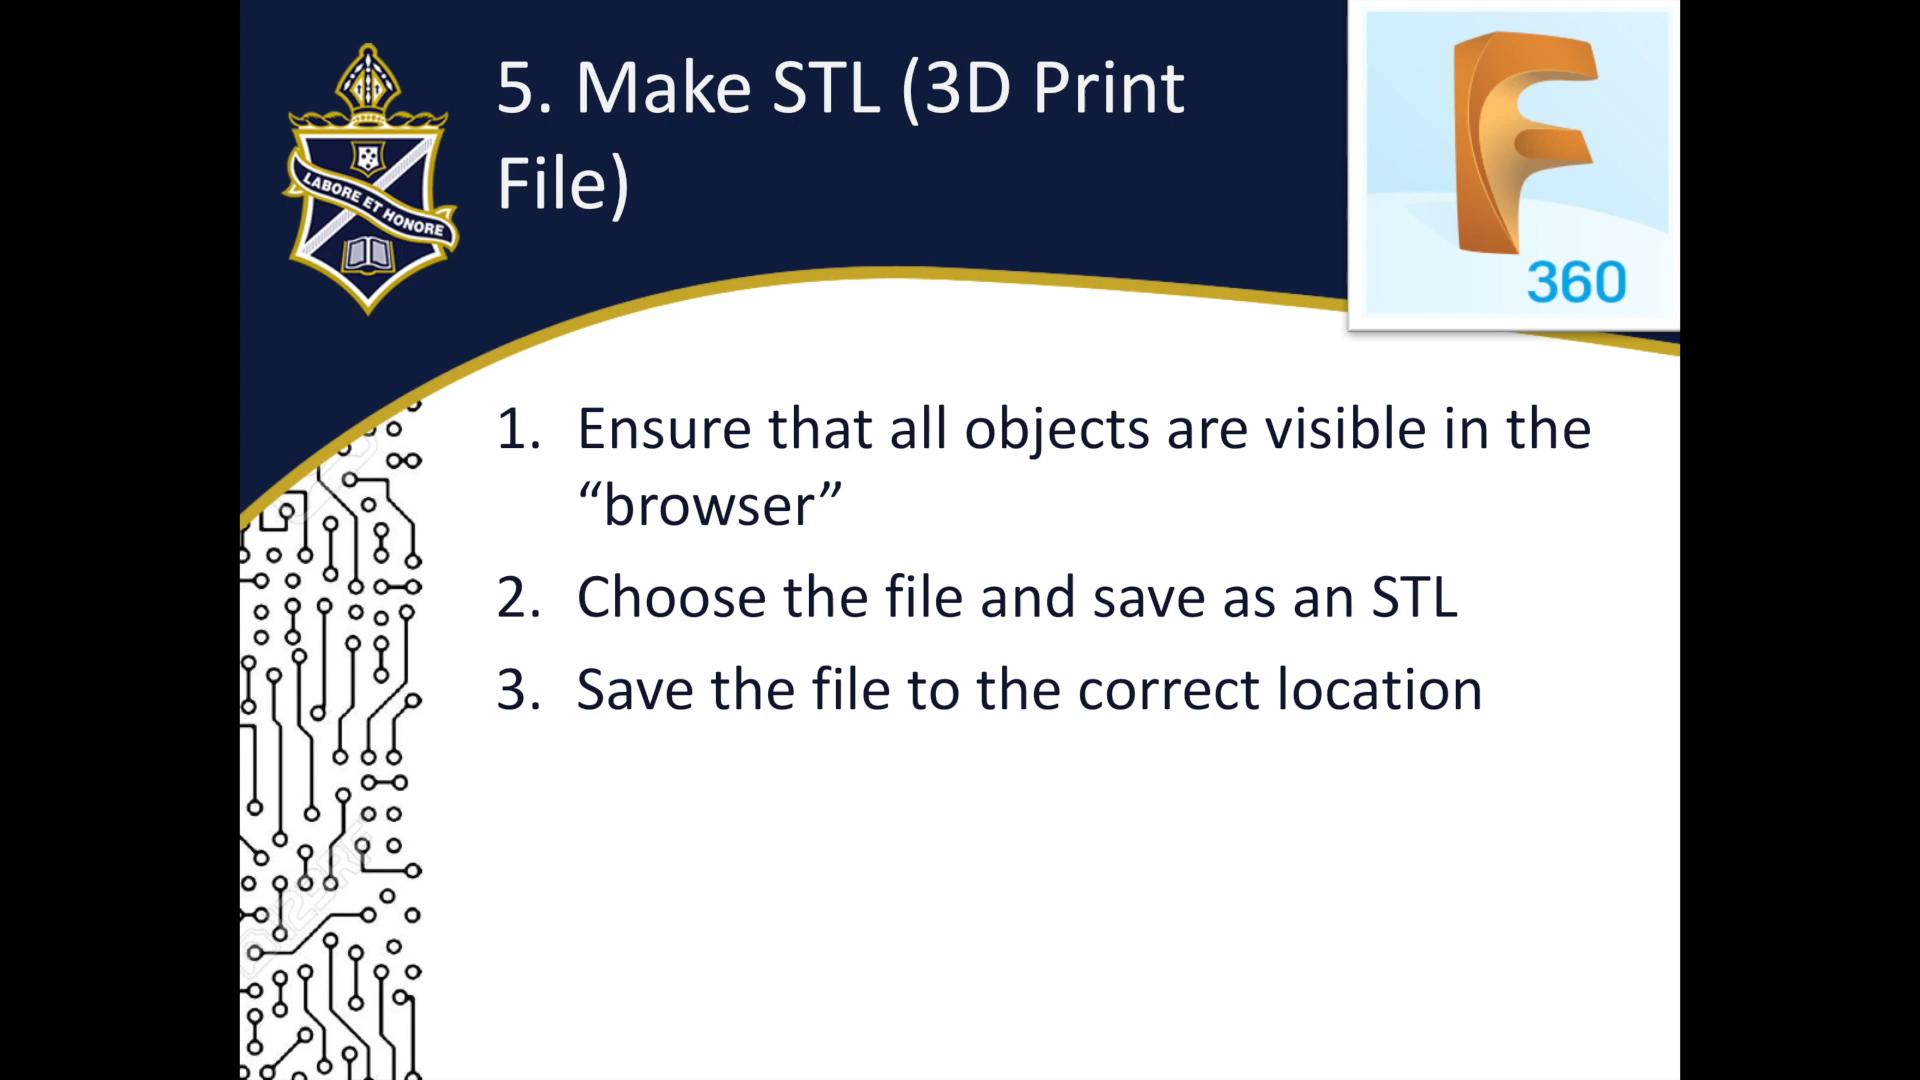 5. Make STL (3D Print
File)
LABORE ET HONORE
360
1. Ensure that all objects are visible in the
“browser”
2. Choose the file and save as an STL
3. Save the file to the correct location